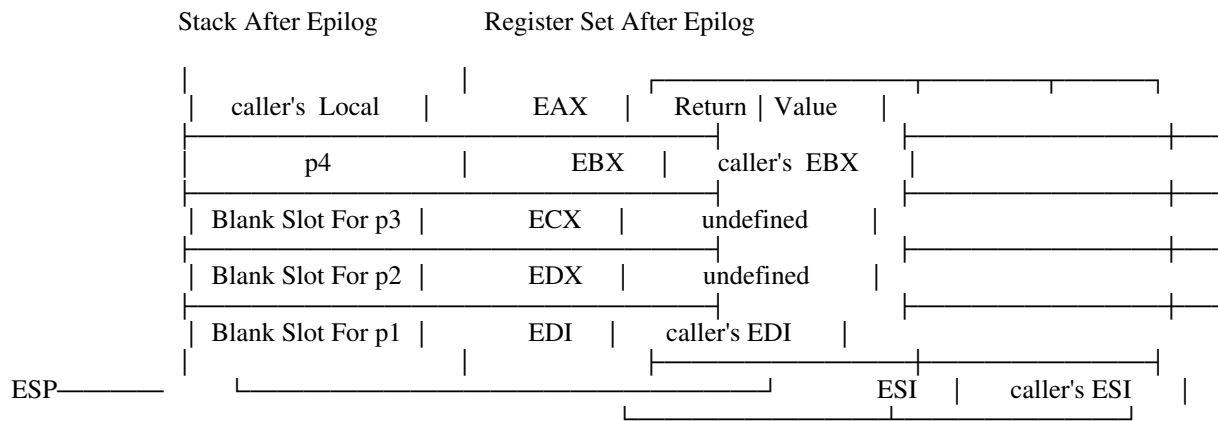 Stack After Epilog Register Set After Epilog
caller's Local EAX Return Value
p4 EBX caller's EBX
Blank Slot For p3 ECX undefined
Blank Slot For p2 EDX undefined
Blank Slot For p1 EDI caller's EDI
ESP ESI caller's ESI